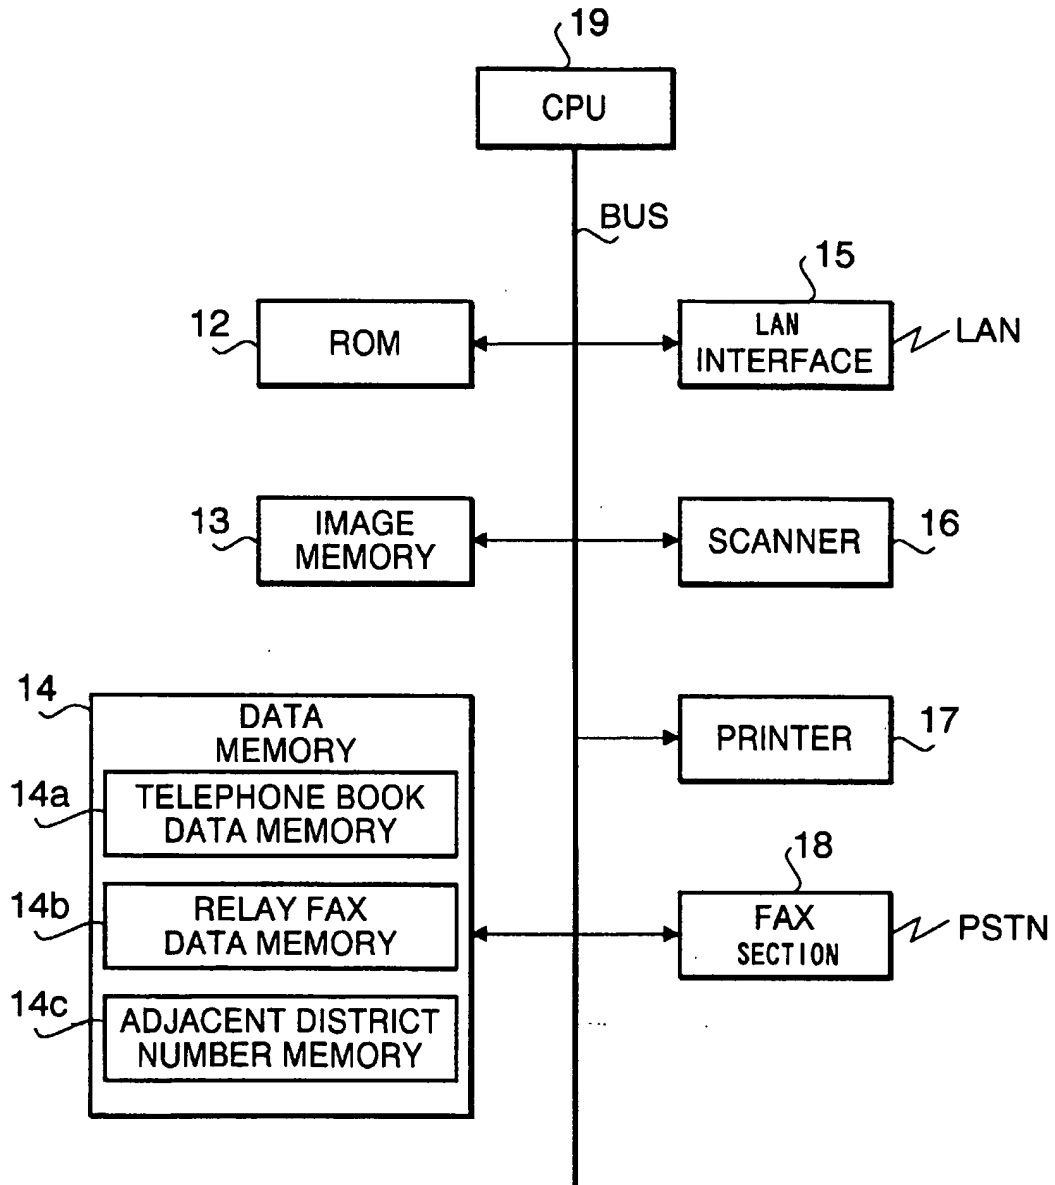 19
CPU
BUS
15
12
ROM
LAN
INTERFACE
LAN
13
IMAGE
MEMORY
SCANNER
16
14
DATA
MEMORY
PRINTER
17
14a
TELEPHONE BOOK
DATA MEMORY
18
14b
RELAY FAX
DATA MEMORY
FAX
SECTION
PSTN
14c
ADJACENT DISTRICT
NUMBER MEMORY